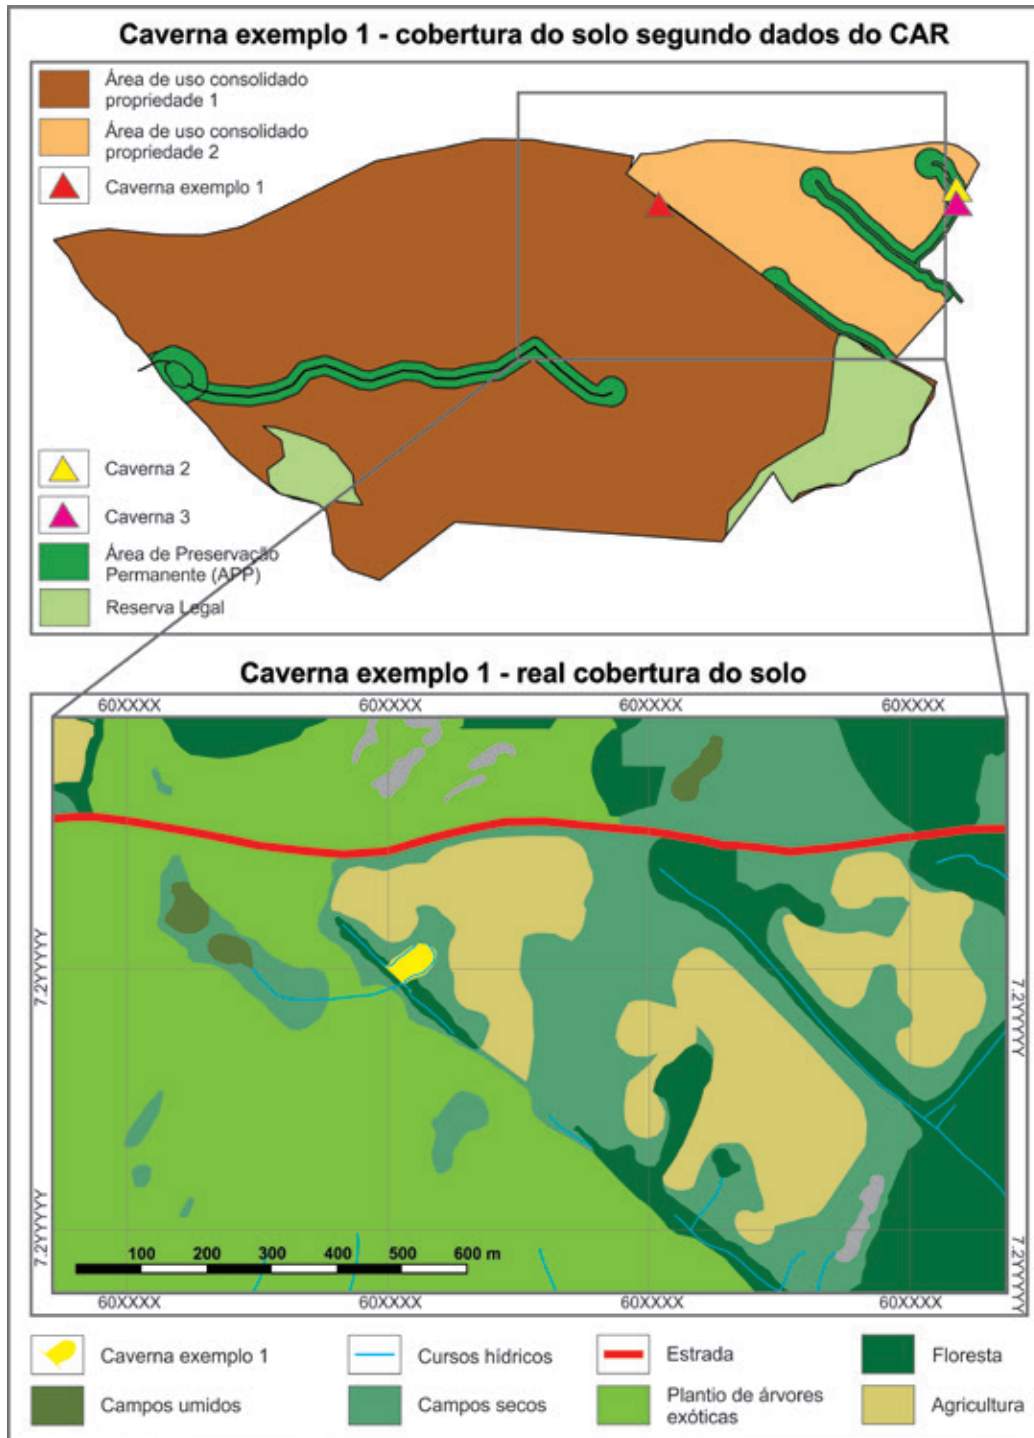 Caverna exemplo 1 - cobertura do solo segundo dados do CAR
Área de uso consolidado
propriedade 1
Área de uso consolidado
propriedade 2
Caverna exemplo 1
Caverna 2
Caverna 3
Área de Preservação
Permanente (APP)
Reserva Legal
Caverna exemplo 1 - real cobertura do solo
60XXXX 60XXXX 60XXXX 60XXXX
7.2YYYYY
7.2YYYYY
7.2YYYYY
7.2YYYYY
100 200 300 400 500 600 m
60XXXX 60XXXX 60XXXX 60XXXX
Caverna exemplo 1
Cursos hídricos
Estrada
Floresta
Campos umidos
Campos secos
Plantio de árvores
exóticas
Agricultura